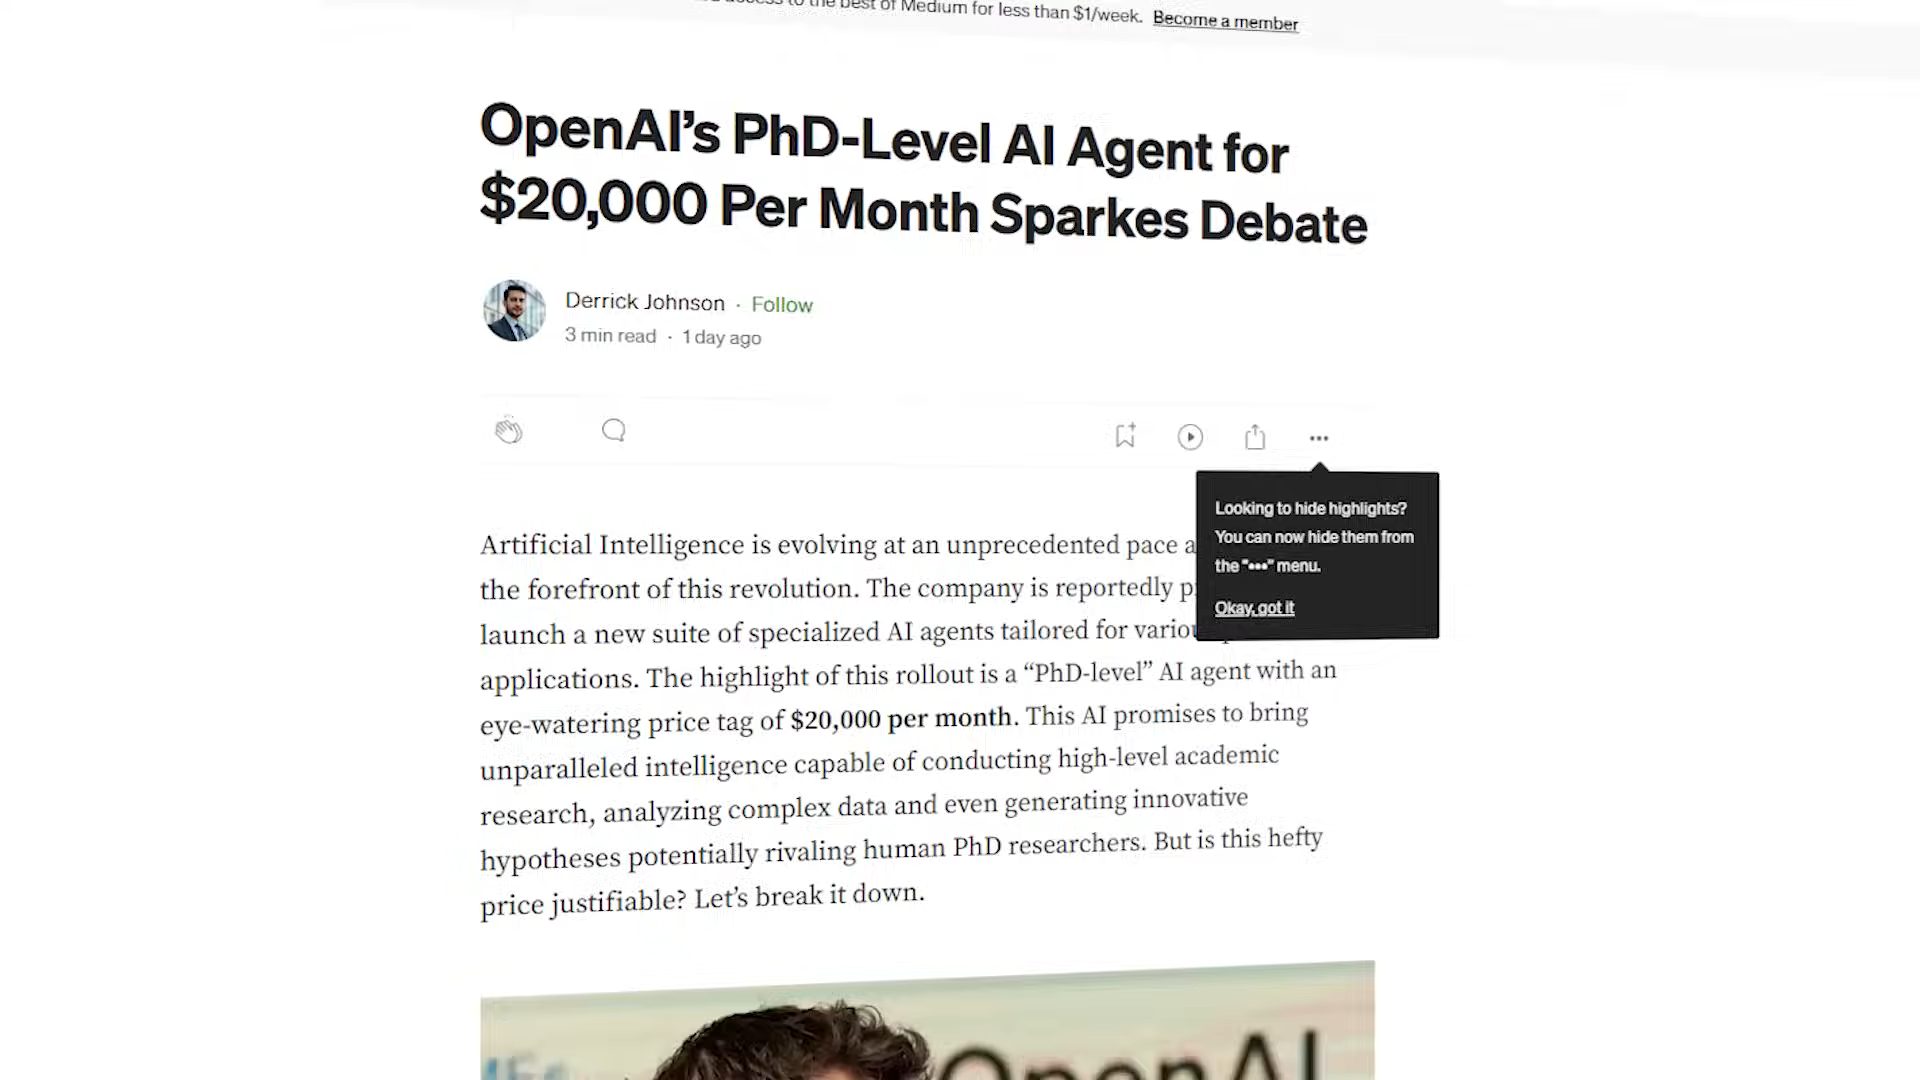 to the best of Medium for less than $1/week. Become a member
OpenAI’s PhD-Level AI Agent for
$20,000 Per Month Sparkes Debate
Derrick Johnson · Follow
3 min read · 1 day ago
Looking to hide highlights?
You can now hide them from
the "•••" menu.
Okay, got it
Artificial Intelligence is evolving at an unprecedented pace
the forefront of this revolution. The company is reportedly
launch a new suite of specialized AI agents tailored for
applications. The highlight of this rollout is a “PhD-level” AI agent with an
eye-watering price tag of $20,000 per month. This AI promises to bring
unparalleled intelligence capable of conducting high-level academic
research, analyzing complex data and even generating innovative
hypotheses potentially rivaling human PhD researchers. But is this hefty
price justifiable? Let’s break it down.
OpenAI